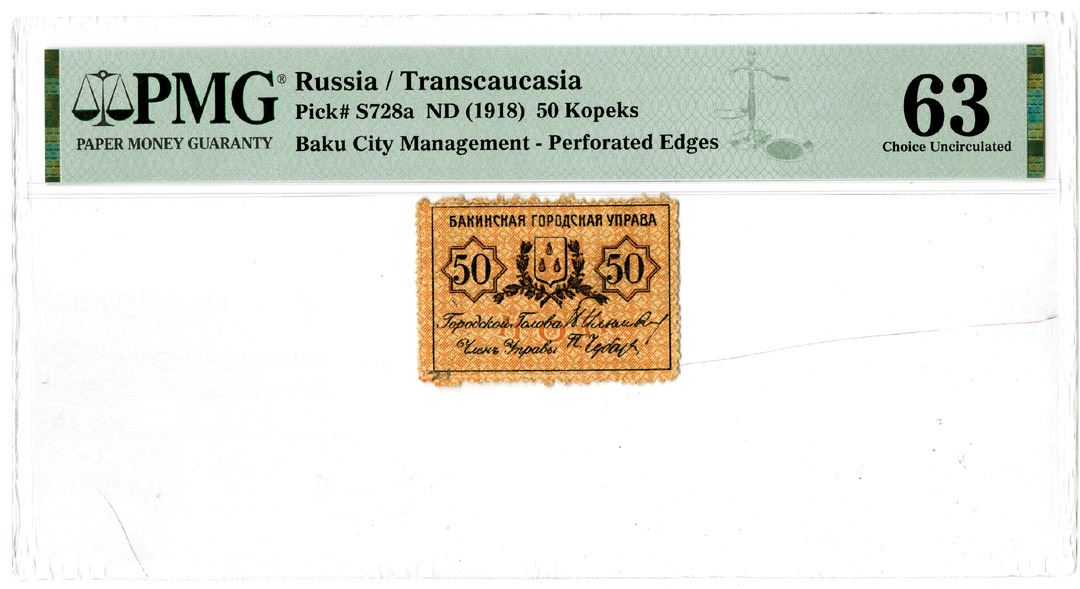 PMG®
PAPER MONEY GUARANTY
Russia / Transcaucasia
Pick# S728a ND (1918) 50 Kopeks
Baku City Management - Perforated Edges
63
Choice Uncirculated
БАКИНСКАЯ ГОРОДСКАЯ УПРАВА
50 50
Городской Голова
Членъ Управы